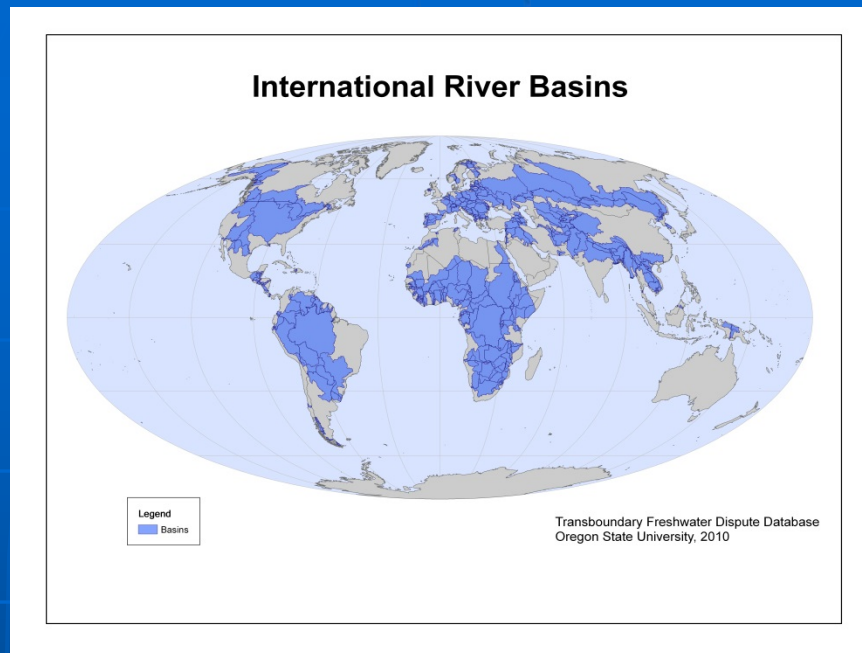 International River Basins
Legend
Basins
Transboundary Freshwater Dispute Database
Oregon State University, 2010